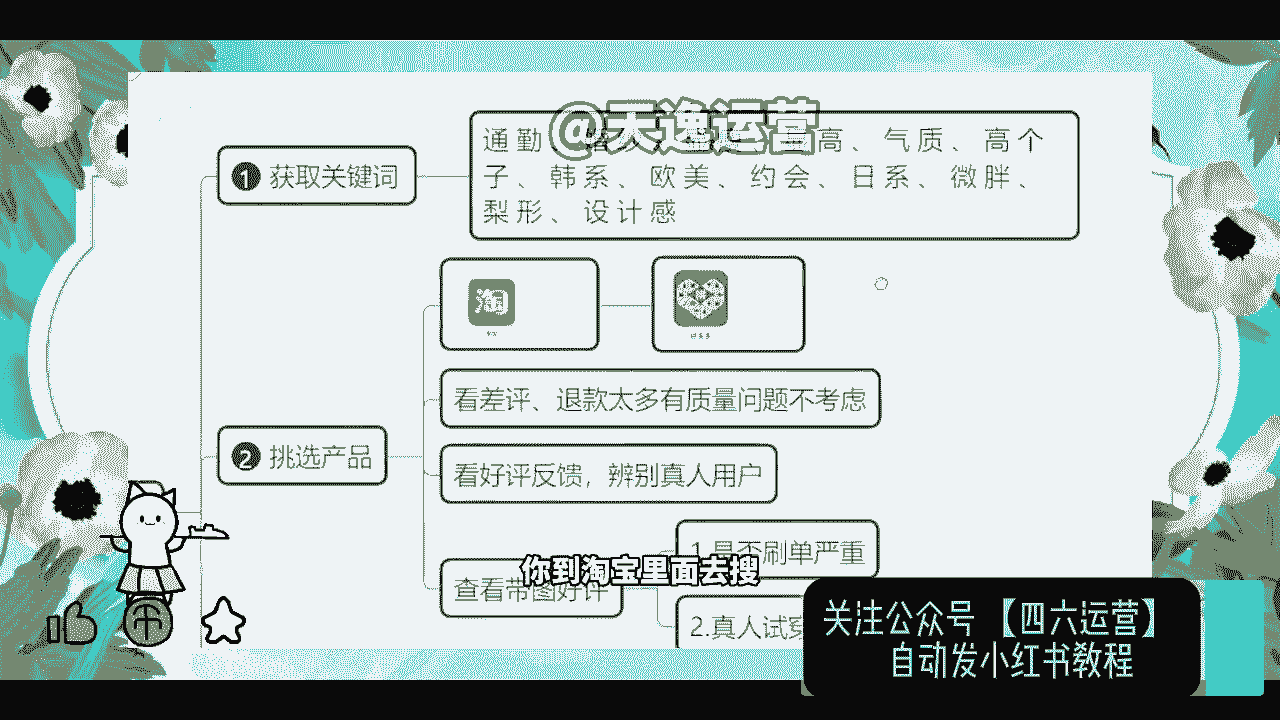 @天逸运营
❶ 获取关键词
通勤、
高、气质、高个
子、韩系、欧美、约会、日系、微胖、
梨形、设计感
淘
❷ 挑选产品
看差评、退款太多有质量问题不考虑
看好评反馈，辨别真人用户
查看带图好评
1.是否刷单严重
2.真人试穿
你到淘宝里面去搜
关注公众号【四六运营】
自动发小红书教程